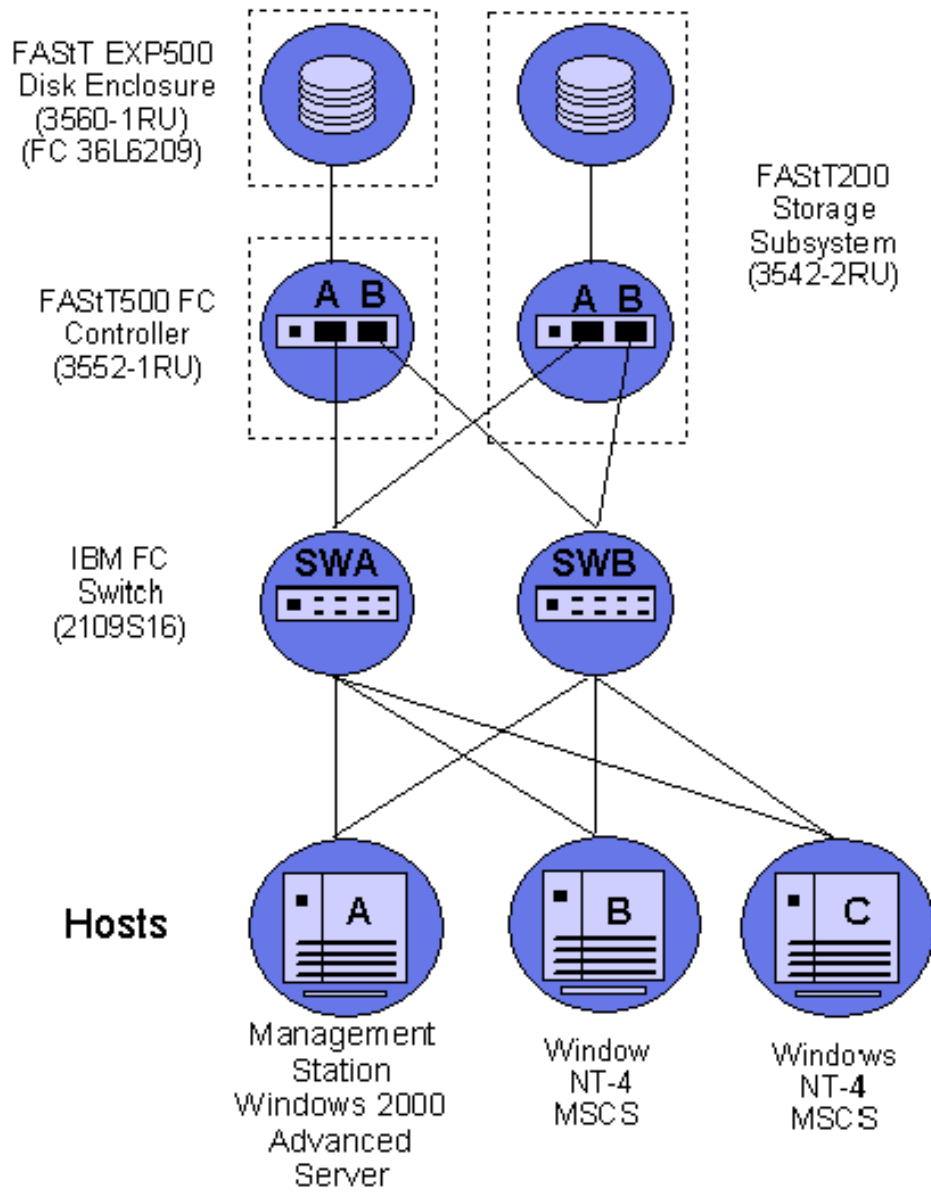 FAStT EXP500
Disk Enclosure
(3560-1RU)
(FC 36L6209)
FAStT200
Storage
Subsystem
(3542-2RU)
FAStT500 FC
Controller
(3552-1RU)
A B
A B
IBM FC
Switch
(2109S16)
SWA
SWB
Hosts
A
B
C
Management
Station
Windows 2000
Advanced
Server
Window
NT-4
MSCS
Windows
NT-4
MSCS